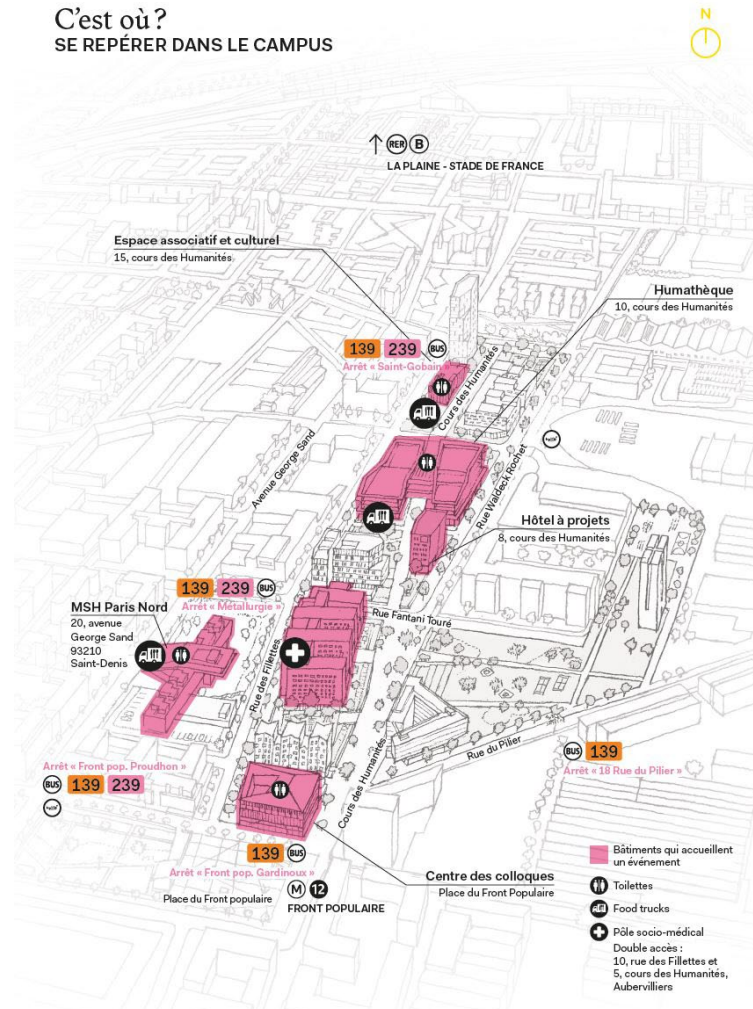 C'est où ?
SE REPÉRER DANS LE CAMPUS
N
RER B
LA PLAINE - STADE DE FRANCE
Espace associatif et culturel
15, cours des Humanités
Humathèque
10, cours des Humanités
139 239 BUS
Arrêt « Saint-Gobain »
Cours des Humanités
Avenue George Sand
Rue Waldeck Rochet
Hôtel à projets
8, cours des Humanités
139 239 BUS
Arrêt « Métallurgie »
MSH Paris Nord
20, avenue
George Sand
93210
Saint-Denis
Rue Fantani Touré
Rue des Fillettes
Rue du Pilier
BUS 139
Arrêt « 18 Rue du Pilier »
Arrêt « Front pop. Proudhon »
BUS 139 239
Cours des Humanités
139 BUS
Arrêt « Front pop. Gardinoux »
Place du Front populaire
M 12
FRONT POPULAIRE
Centre des colloques
Place du Front Populaire
Bâtiments qui accueillent
un événement
Toilettes
Food trucks
Pôle socio-médical
Double accès :
10, rue des Fillettes et
5, cours des Humanités,
Aubervilliers